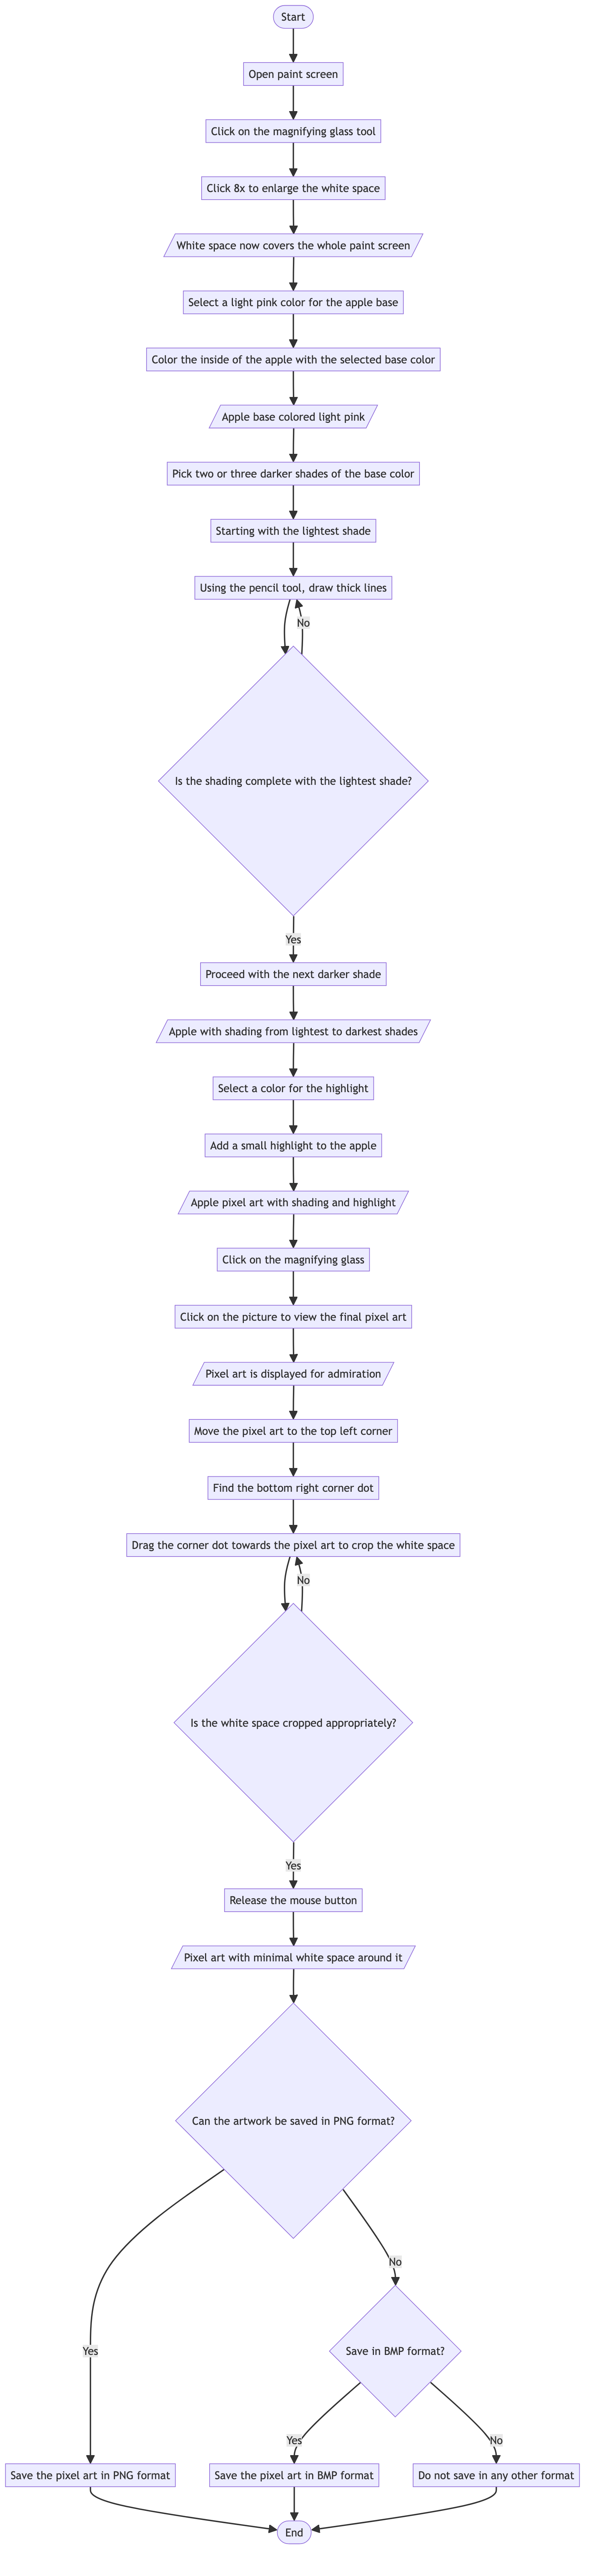 Start
Open paint screen
Click on the magnifying glass tool
Click 8x to enlarge the white space
White space now covers the whole paint screen
Select a light pink color for the apple base
Color the inside of the apple with the selected base color
Apple base colored light pink
Pick two or three darker shades of the base color
Starting with the lightest shade
Using the pencil tool, draw thick lines
No
Is the shading complete with the lightest shade?
Yes
Proceed with the next darker shade
Apple with shading from lightest to darkest shades
Select a color for the highlight
Add a small highlight to the apple
Apple pixel art with shading and highlight
Click on the magnifying glass
Click on the picture to view the final pixel art
Pixel art is displayed for admiration
Move the pixel art to the top left corner
Find the bottom right corner dot
Drag the corner dot towards the pixel art to crop the white space
No
Is the white space cropped appropriately?
Yes
Release the mouse button
Pixel art with minimal white space around it
Can the artwork be saved in PNG format?
No
Yes
Save in BMP format?
Yes
No
Save the pixel art in PNG format
Save the pixel art in BMP format
Do not save in any other format
End